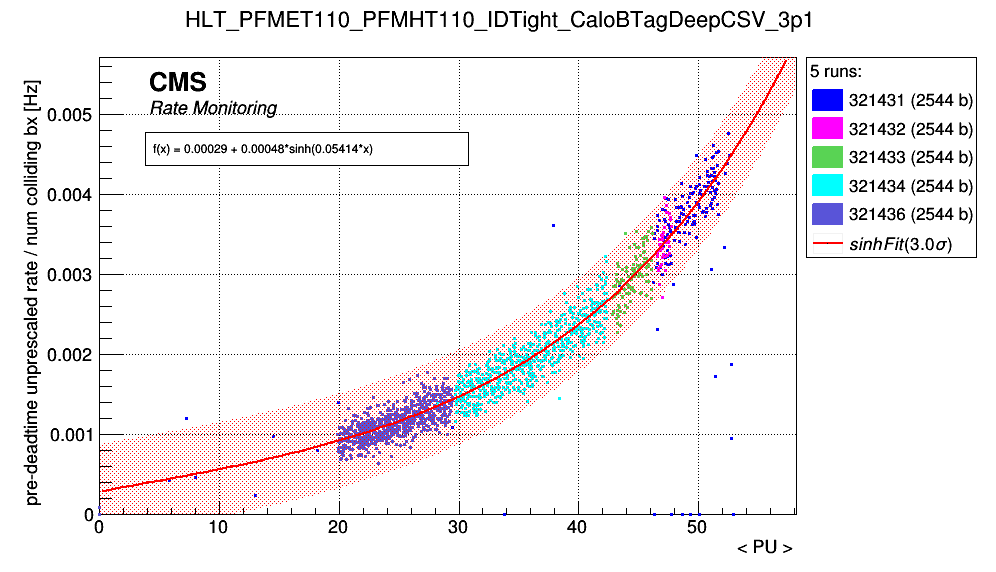 HLT_PFMET110_PFMHT110_IDTight_CaloBTagDeepCSV_3p1
CMS
Rate Monitoring
f(x) = 0.00029 + 0.00048*sinh(0.05414*x)
pre-deadtime unprescaled rate / num colliding bx [Hz]
0.005
0.004
0.003
0.002
0.001
0
0 10 20 30 40 50
< PU >
5 runs:
321431 (2544 b)
321432 (2544 b)
321433 (2544 b)
321434 (2544 b)
321436 (2544 b)
sinhFit(3.0σ)